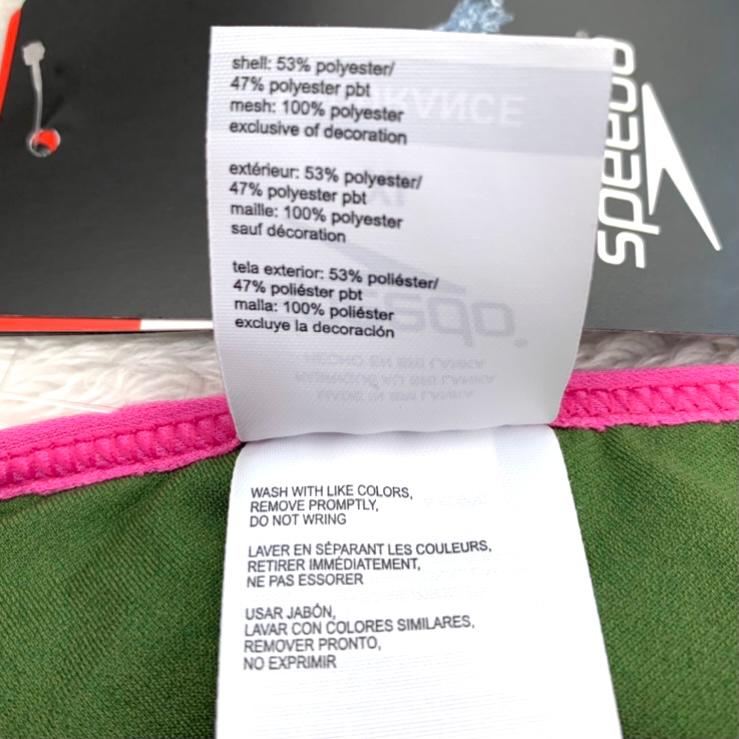 shell: 53% polyester/
47% polyester pbt
mesh: 100% polyester
exclusive of decoration
extérieur: 53% polyester/
47% polyester pbt
maille: 100% polyester
sauf décoration
tela exterior: 53% poliéster/
47% poliéster pbt
malla: 100% poliéster
excluye la decoración
speedo
WASH WITH LIKE COLORS,
REMOVE PROMPTLY,
DO NOT WRING
LAVER EN SÉPARANT LES COULEURS,
RETIRER IMMÉDIATEMENT,
NE PAS ESSORER
USAR JABÓN,
LAVAR CON COLORES SIMILARES,
REMOVER PRONTO,
NO EXPRIMIR